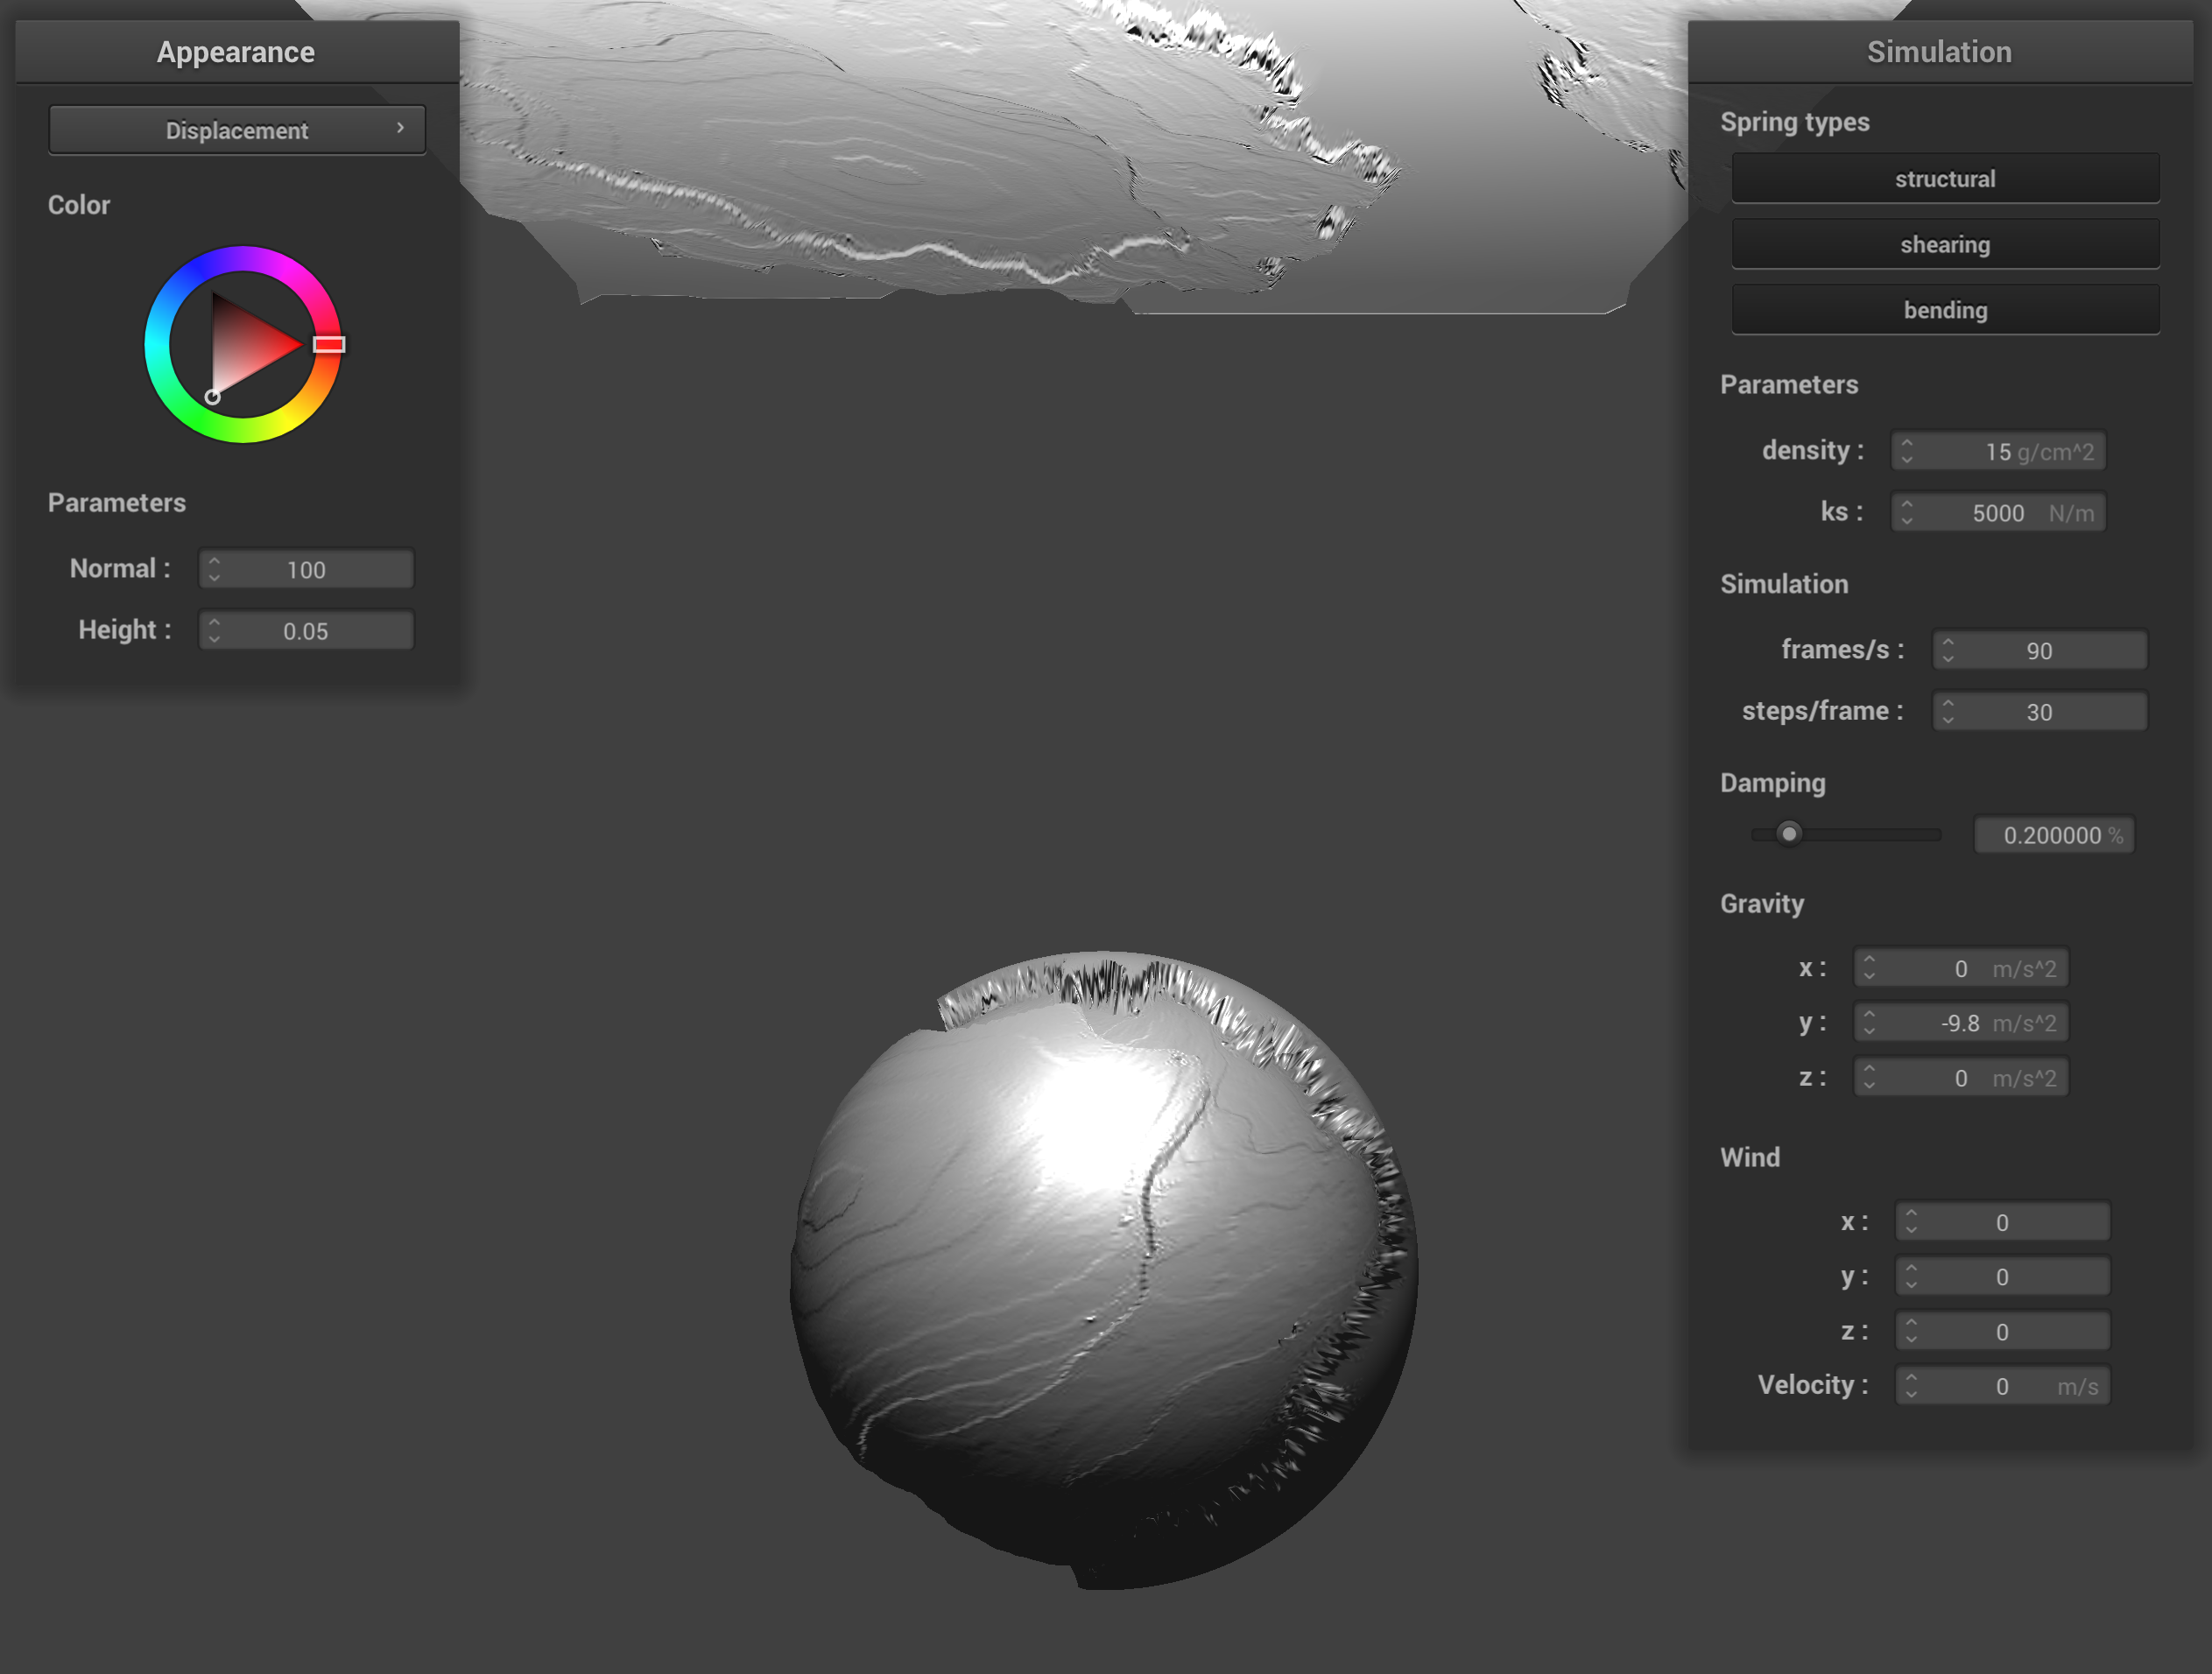 Appearance
Displacement
Color
Parameters
Normal : 100
Height : 0.05
Simulation
Spring types
structural
shearing
bending
Parameters
density : 15 g/cm^2
ks : 5000 N/m
Simulation
frames/s : 90
steps/frame : 30
Damping
0.200000 %
Gravity
x : 0 m/s^2
y : -9.8 m/s^2
z : 0 m/s^2
Wind
x : 0
y : 0
z : 0
Velocity : 0 m/s